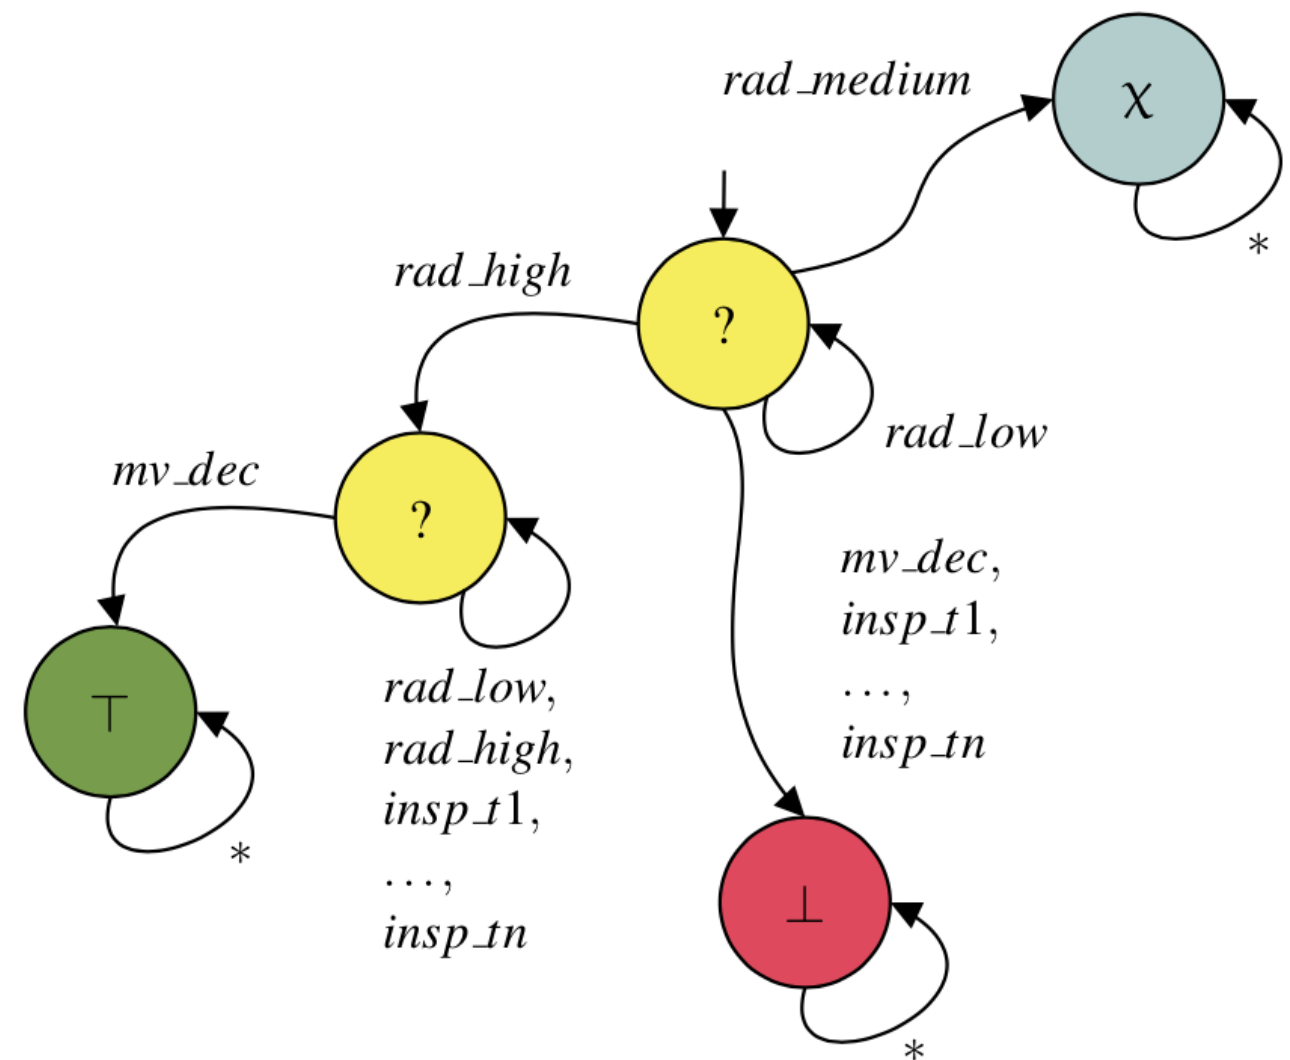 rad_medium
χ
*
rad_high
?
rad_low
mv_dec
?
mv_dec,
insp_t1,
...,
insp_tn
⊤
*
rad_low,
rad_high,
insp_t1,
...,
insp_tn
⊥
*